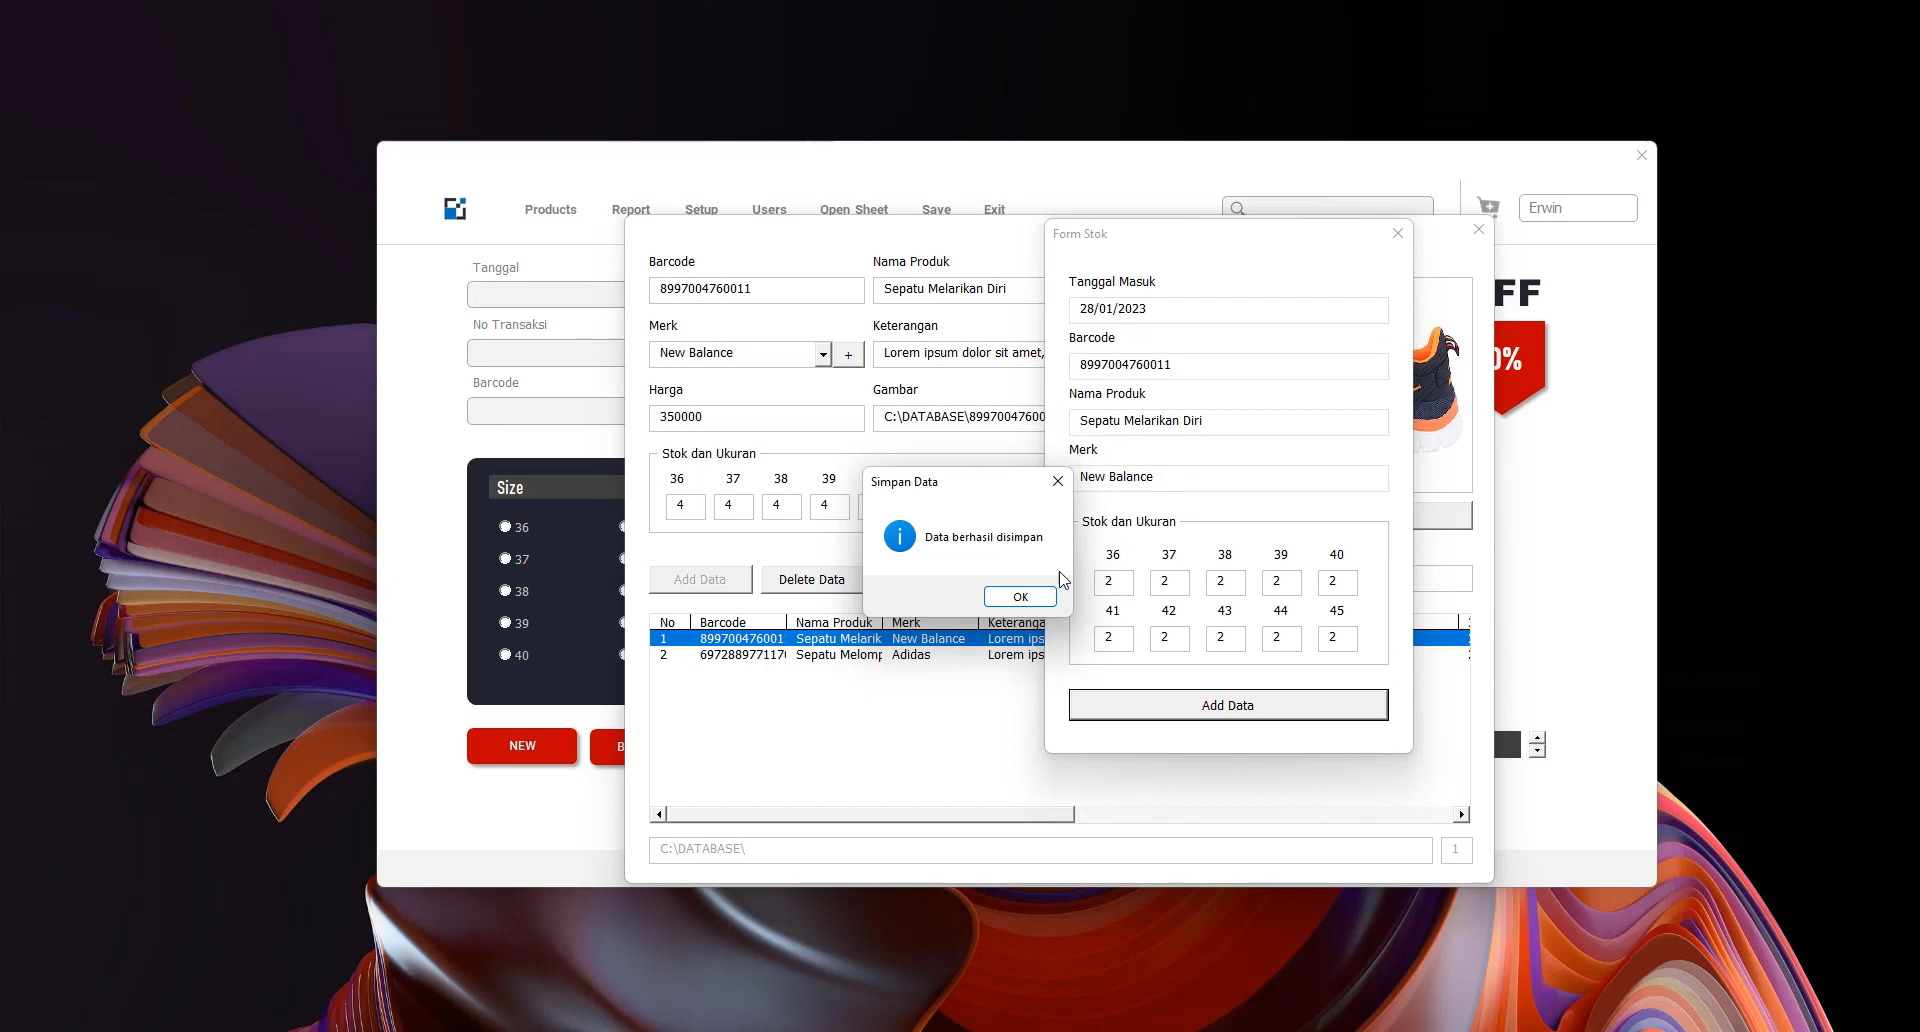 Products Report Setup Users Open Sheet Save Exit
Erwin
Tanggal
No Transaksi
Barcode
Size
36
37
38
39
40
NEW
B
FF
0%
Barcode
8997004760011
Nama Produk
Sepatu Melarikan Diri
Merk
New Balance
+
Keterangan
Lorem ipsum dolor sit amet,
Harga
350000
Gambar
C:\DATABASE\89970047600
Stok dan Ukuran
36 37 38 39
4 4 4 4
Add Data Delete Data
No Barcode Nama Produk Merk Keteranga
1 899700476001 Sepatu Melarik New Balance Lorem ips
2 697288977117 Sepatu Melom Adidas Lorem ips
C:\DATABASE\ 1
Form Stok
Tanggal Masuk
28/01/2023
Barcode
8997004760011
Nama Produk
Sepatu Melarikan Diri
Merk
New Balance
Stok dan Ukuran
36 37 38 39 40
2 2 2 2 2
41 42 43 44 45
2 2 2 2 2
Add Data
Simpan Data
Data berhasil disimpan
OK